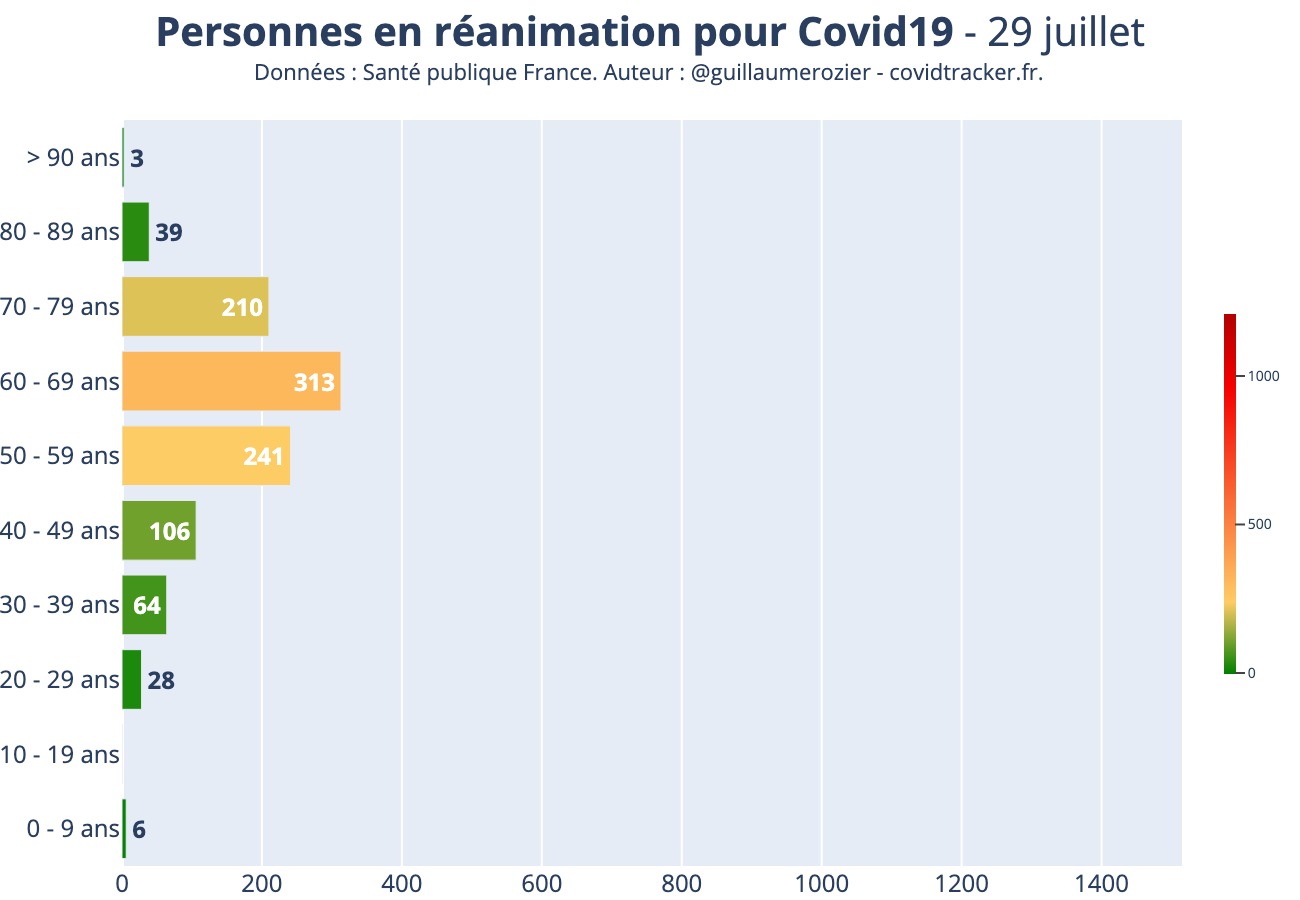 Personnes en réanimation pour Covid19 - 29 juillet
Données : Santé publique France. Auteur : @guillaumerozier - covidtracker.fr.
> 90 ans 3
80 - 89 ans 39
70 - 79 ans 210
60 - 69 ans 313
1000
50 - 59 ans 241
500
40 - 49 ans 106
30 - 39 ans 64
20 - 29 ans 28
0
10 - 19 ans
0 - 9 ans 6
0 200 400 600 800 1000 1200 1400